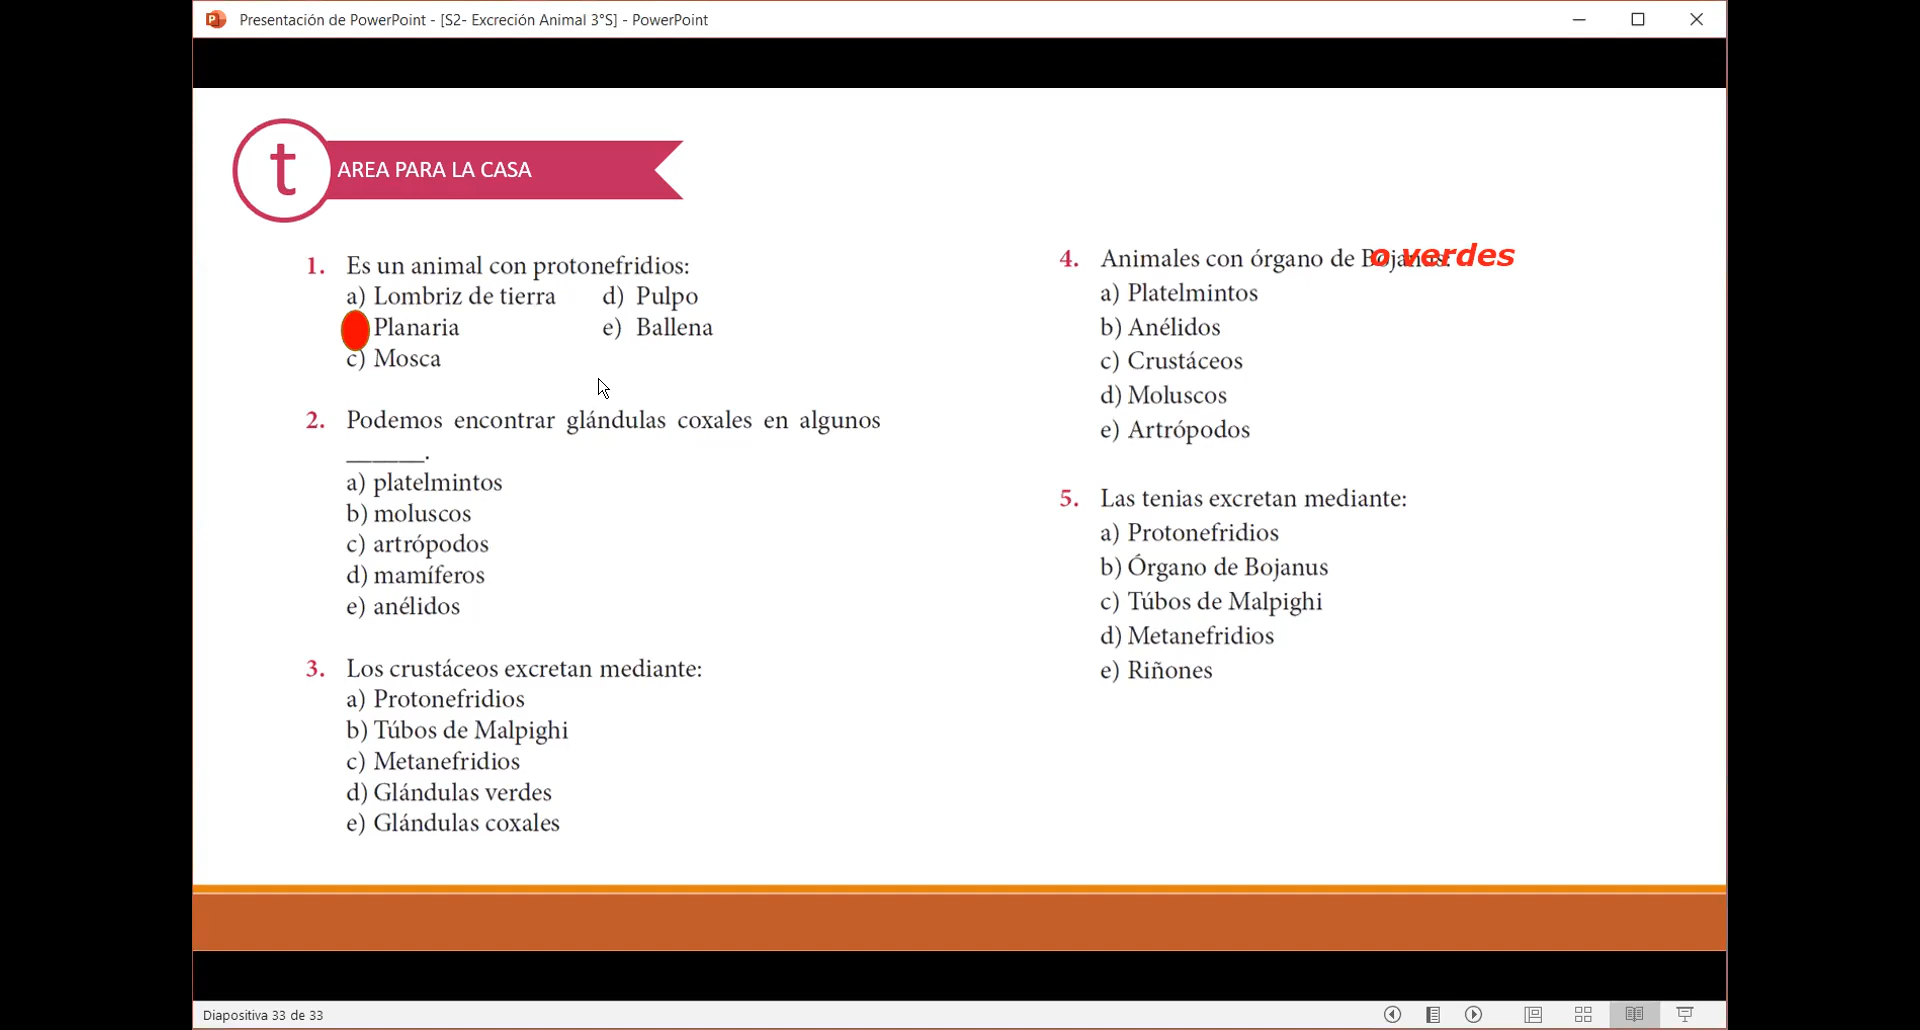 Presentación de PowerPoint - [S2- Excreción Animal 3°S] - PowerPoint
t AREA PARA LA CASA
1. Es un animal con protonefridios:
a) Lombriz de tierra d) Pulpo
Planaria e) Ballena
c) Mosca
2. Podemos encontrar glándulas coxales en algunos
______.
a) platelmintos
b) moluscos
c) artrópodos
d) mamíferos
e) anélidos
3. Los crustáceos excretan mediante:
a) Protonefridios
b) Túbos de Malpighi
c) Metanefridios
d) Glándulas verdes
e) Glándulas coxales
4. Animales con órgano de Bojanus:
o verdes
a) Platelmintos
b) Anélidos
c) Crustáceos
d) Moluscos
e) Artrópodos
5. Las tenias excretan mediante:
a) Protonefridios
b) Órgano de Bojanus
c) Túbos de Malpighi
d) Metanefridios
e) Riñones
Diapositiva 33 de 33